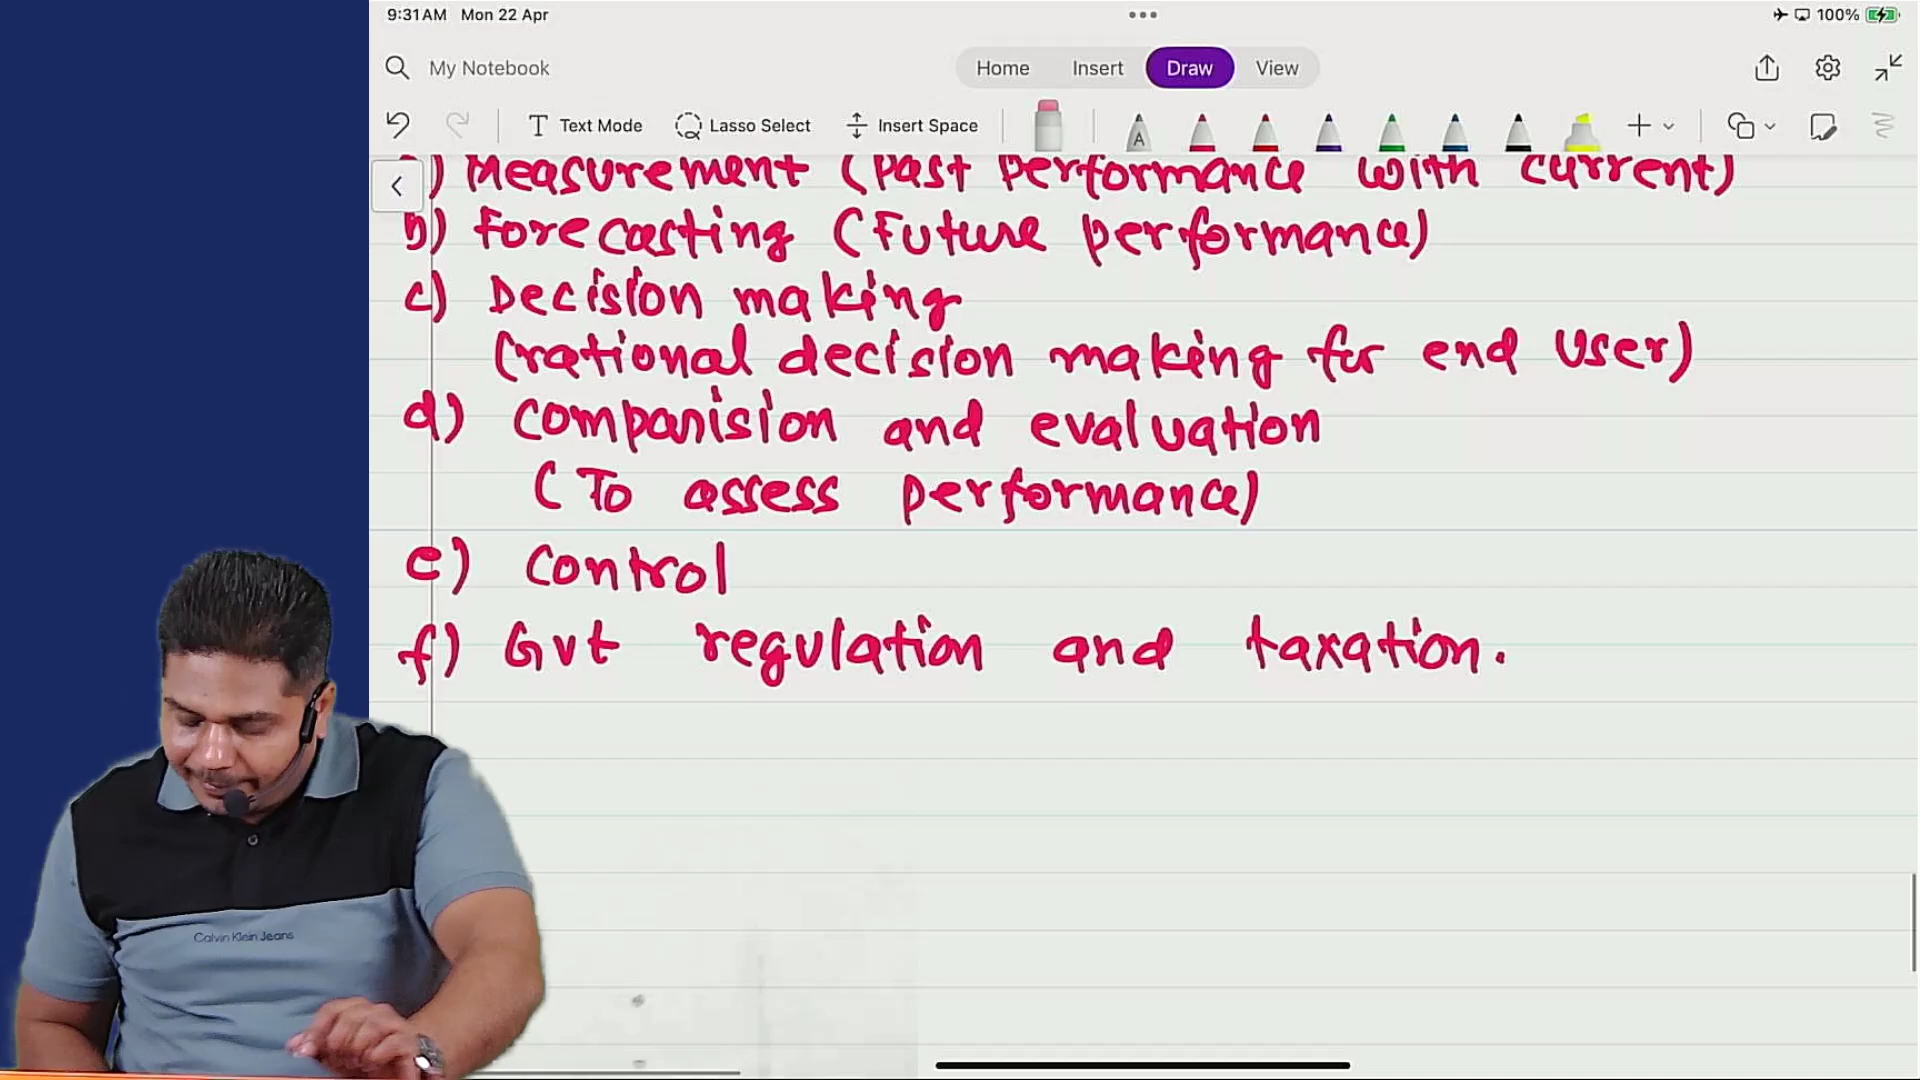 9:31 AM Mon 22 Apr
100%
My Notebook
Home Insert Draw View
Text Mode Lasso Select Insert Space
A
a) Measurement (Past performance with current)
b) Forecasting (Future performance)
c) Decision making
(rational decision making for end user)
d) Companision and evaluation
(To assess performance)
e) Control
f) Gvt regulation and taxation.
Calvin Klein Jeans